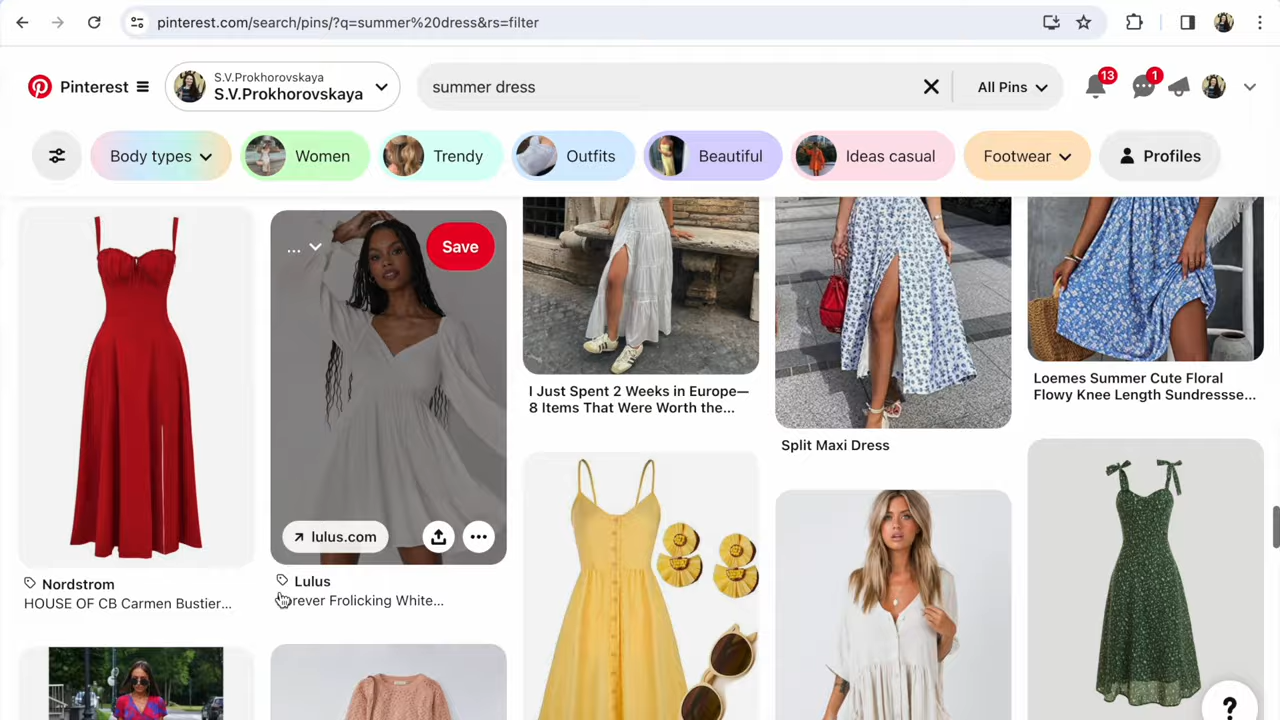 pinterest.com/search/pins/?q=summer%20dress&rs=filter
Pinterest
S.V.Prokhorovskaya
S.V.Prokhorovskaya
summer dress
All Pins
13
1
Body types
Women
Trendy
Outfits
Beautiful
Ideas casual
Footwear
Profiles
...
Save
lulus.com
Nordstrom
HOUSE OF CB Carmen Bustier...
Lulus
Frolicking White...
I Just Spent 2 Weeks in Europe—
8 Items That Were Worth the...
Split Maxi Dress
Loemes Summer Cute Floral
Flowy Knee Length Sundressse...
?